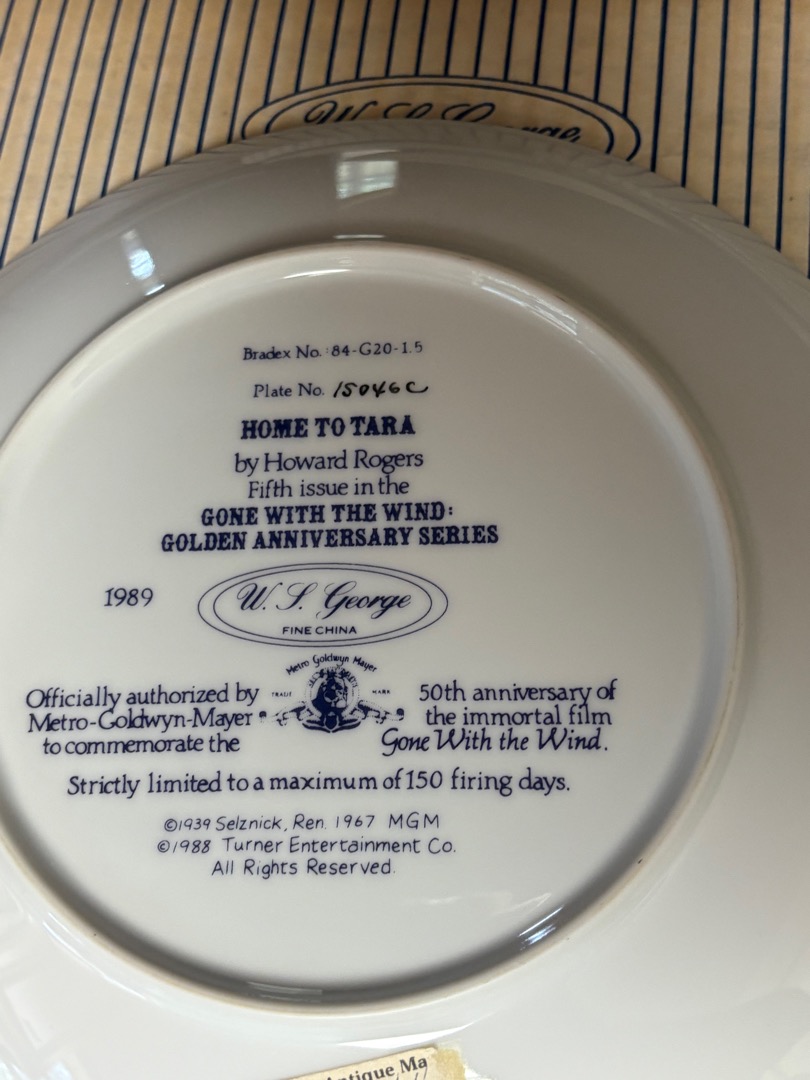 W. S. George
Bradex No. 84-G20-1.5
Plate No. 15046C
HOME TO TARA
by Howard Rogers
Fifth issue in the
GONE WITH THE WIND:
GOLDEN ANNIVERSARY SERIES
1989
W. S. George
FINE CHINA
Metro Goldwyn Mayer
TRADE MARK
Officially authorized by
Metro-Goldwyn-Mayer
to commemorate the
50th anniversary of
the immortal film
Gone With the Wind.
Strictly limited to a maximum of 150 firing days.
©1939 Selznick, Ren. 1967 MGM
©1988 Turner Entertainment Co.
All Rights Reserved.
Antique Ma